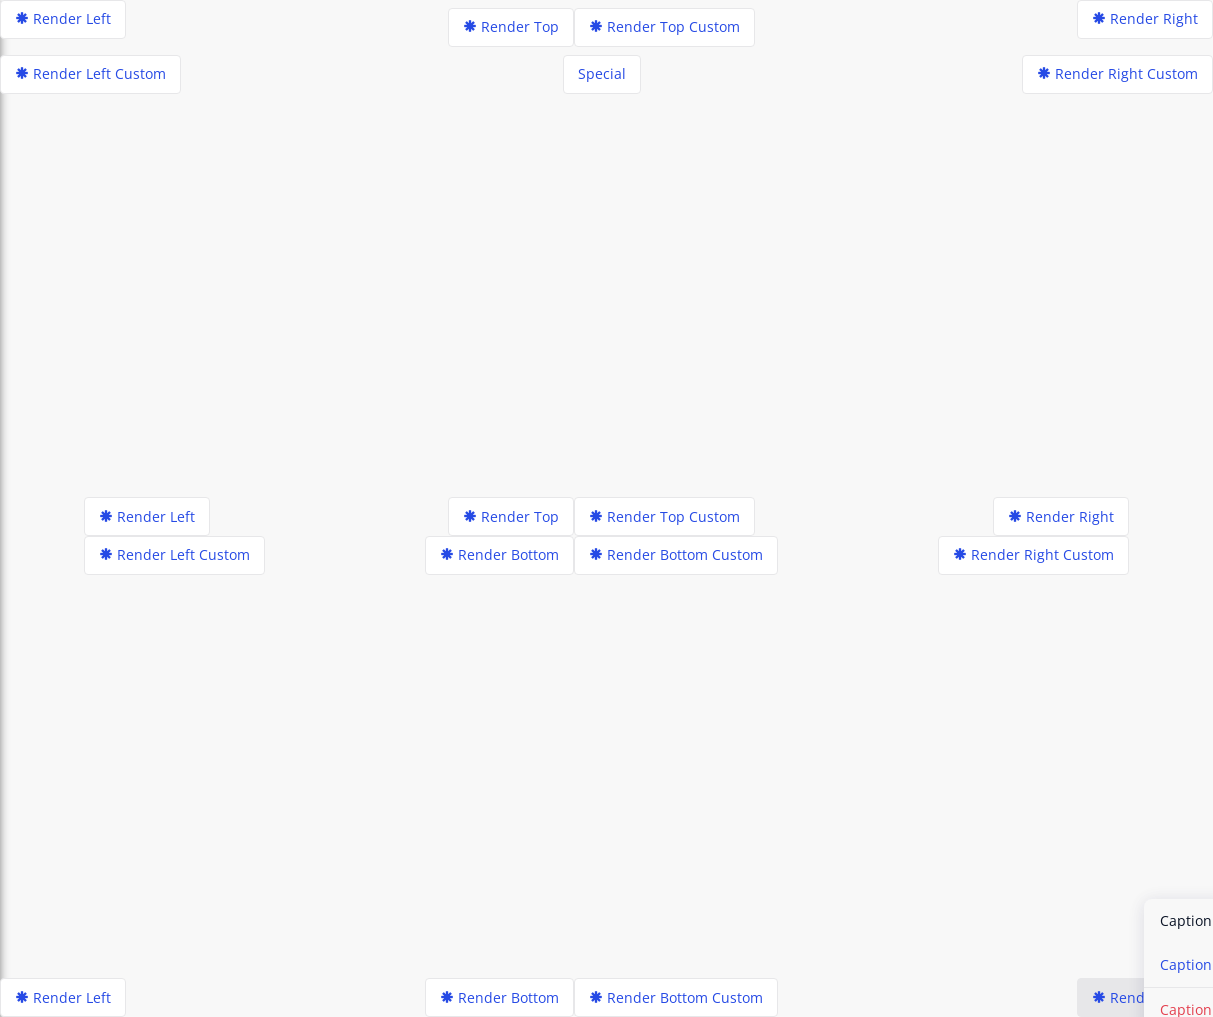 Render Left
Render Top
Render Top Custom
Render Right
Render Left Custom
Special
Render Right Custom
Render Left
Render Top
Render Top Custom
Render Right
Render Left Custom
Render Bottom
Render Bottom Custom
Render Right Custom
Caption
Caption
Render Left
Render Bottom
Render Bottom Custom
Rend
Caption